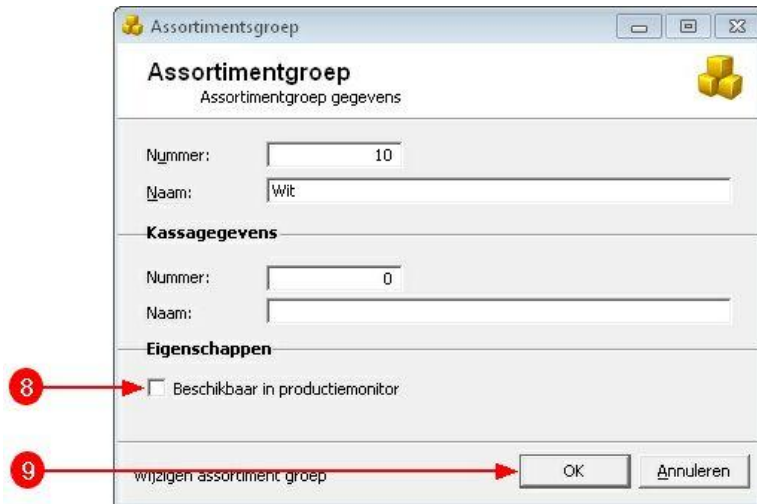 Assortimentsgroep
Assortimentgroep
Assortimentgroep gegevens
Nummer: 10
Naam: Wit
Kassagegevens
Nummer: 0
Naam:
Eigenschappen
8 Beschikbaar in productiemonitor
9 Wijzigen assortiment groep OK Annuleren